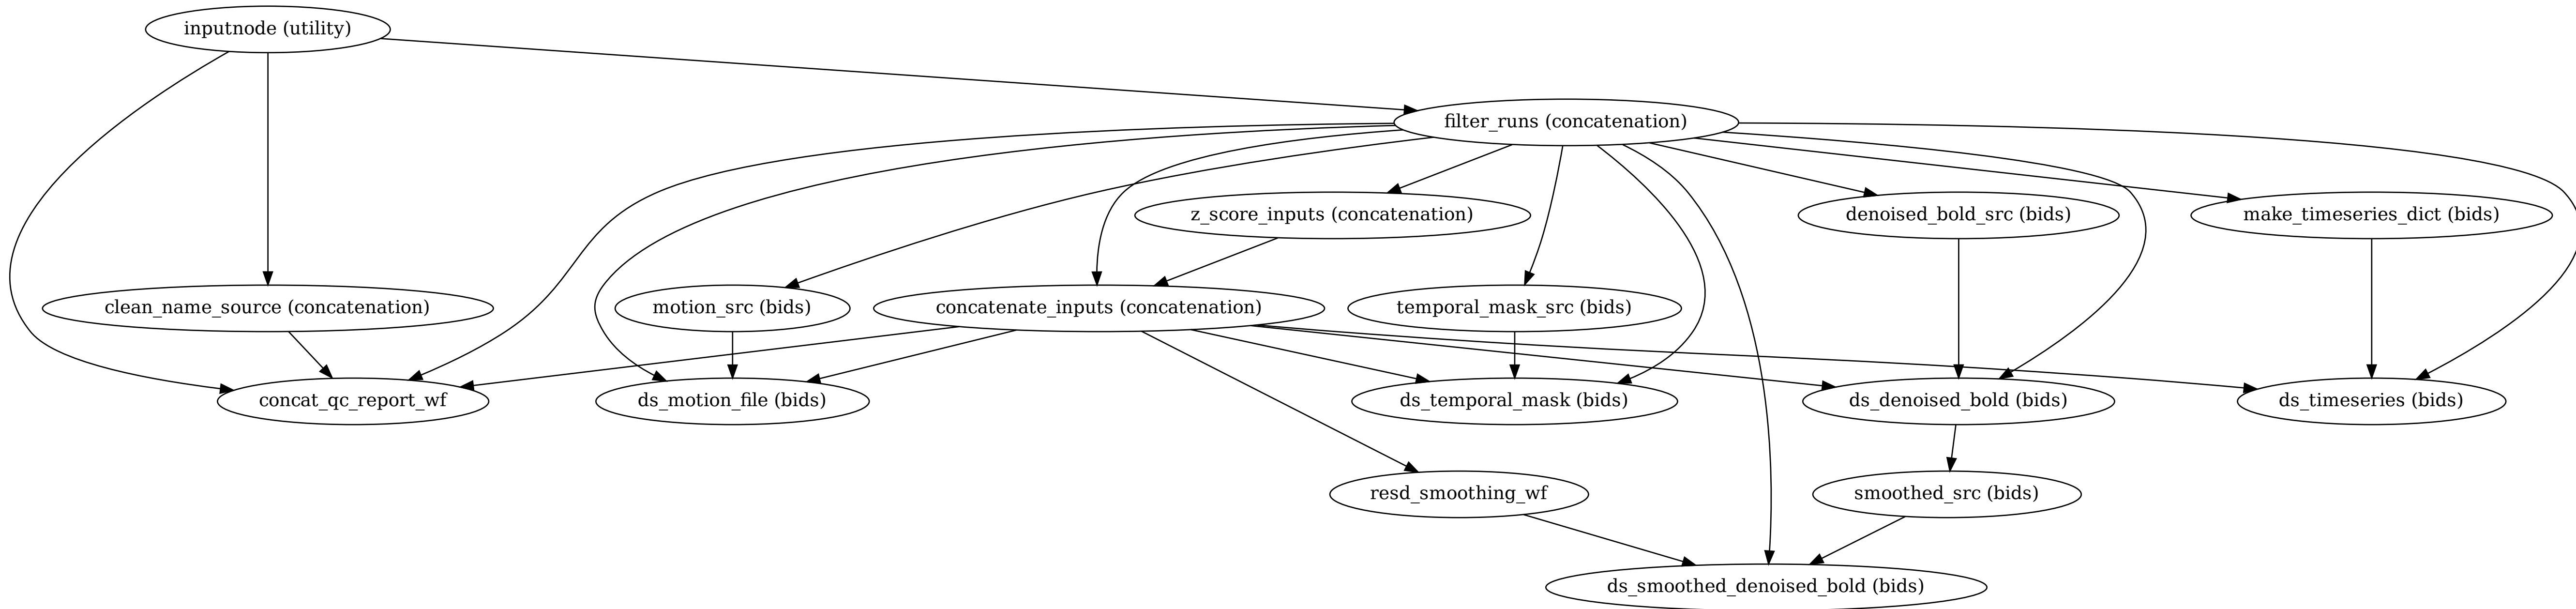 inputnode (utility)
filter_runs (concatenation)
z_score_inputs (concatenation)
denoised_bold_src (bids)
make_timeseries_dict (bids)
clean_name_source (concatenation)
motion_src (bids)
concatenate_inputs (concatenation)
temporal_mask_src (bids)
concat_qc_report_wf
ds_motion_file (bids)
ds_temporal_mask (bids)
ds_denoised_bold (bids)
ds_timeseries (bids)
resd_smoothing_wf
smoothed_src (bids)
ds_smoothed_denoised_bold (bids)